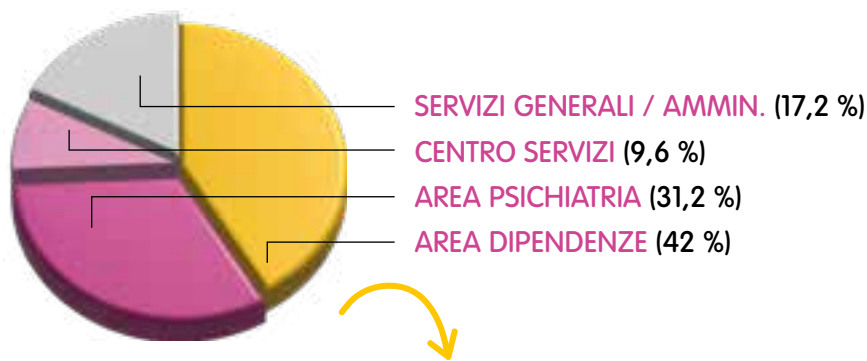 SERVIZI GENERALI / AMMIN. (17,2 %)
CENTRO SERVIZI (9,6 %)
AREA PSICHIATRIA (31,2 %)
AREA DIPENDENZE (42 %)